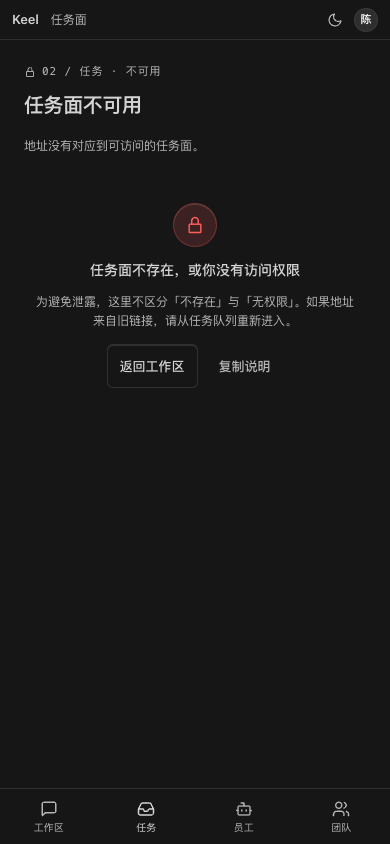 Keel 任务面 陈
02 / 任务 · 不可用
任务面不可用
地址没有对应到可访问的任务面。
任务面不存在，或你没有访问权限
为避免泄露，这里不区分「不存在」与「无权限」。如果地址
来自旧链接，请从任务队列重新进入。
返回工作区 复制说明
工作区 任务 员工 团队